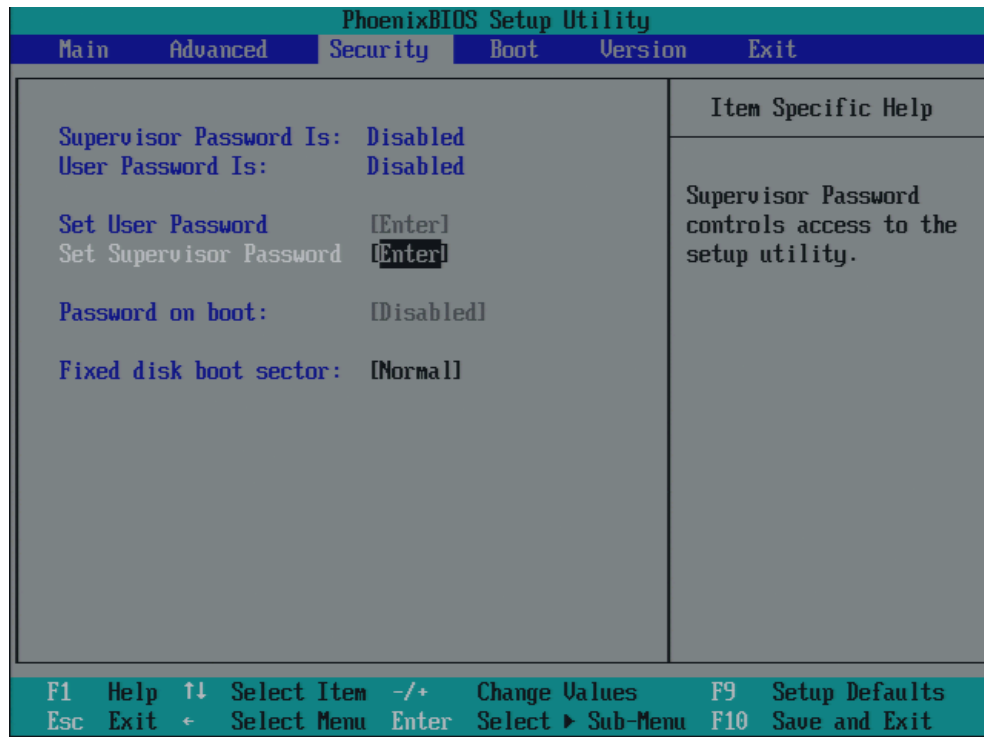 PhoenixBIOS Setup Utility
Main Advanced Security Boot Version Exit
Supervisor Password Is: Disabled
User Password Is: Disabled
Set User Password [Enter]
Set Supervisor Password [Enter]
Password on boot: [Disabled]
Fixed disk boot sector: [Normal]
Item Specific Help
Supervisor Password
controls access to the
setup utility.
F1 Help ↑↓ Select Item -/+ Change Values F9 Setup Defaults
Esc Exit ← Select Menu Enter Select ▶ Sub-Menu F10 Save and Exit